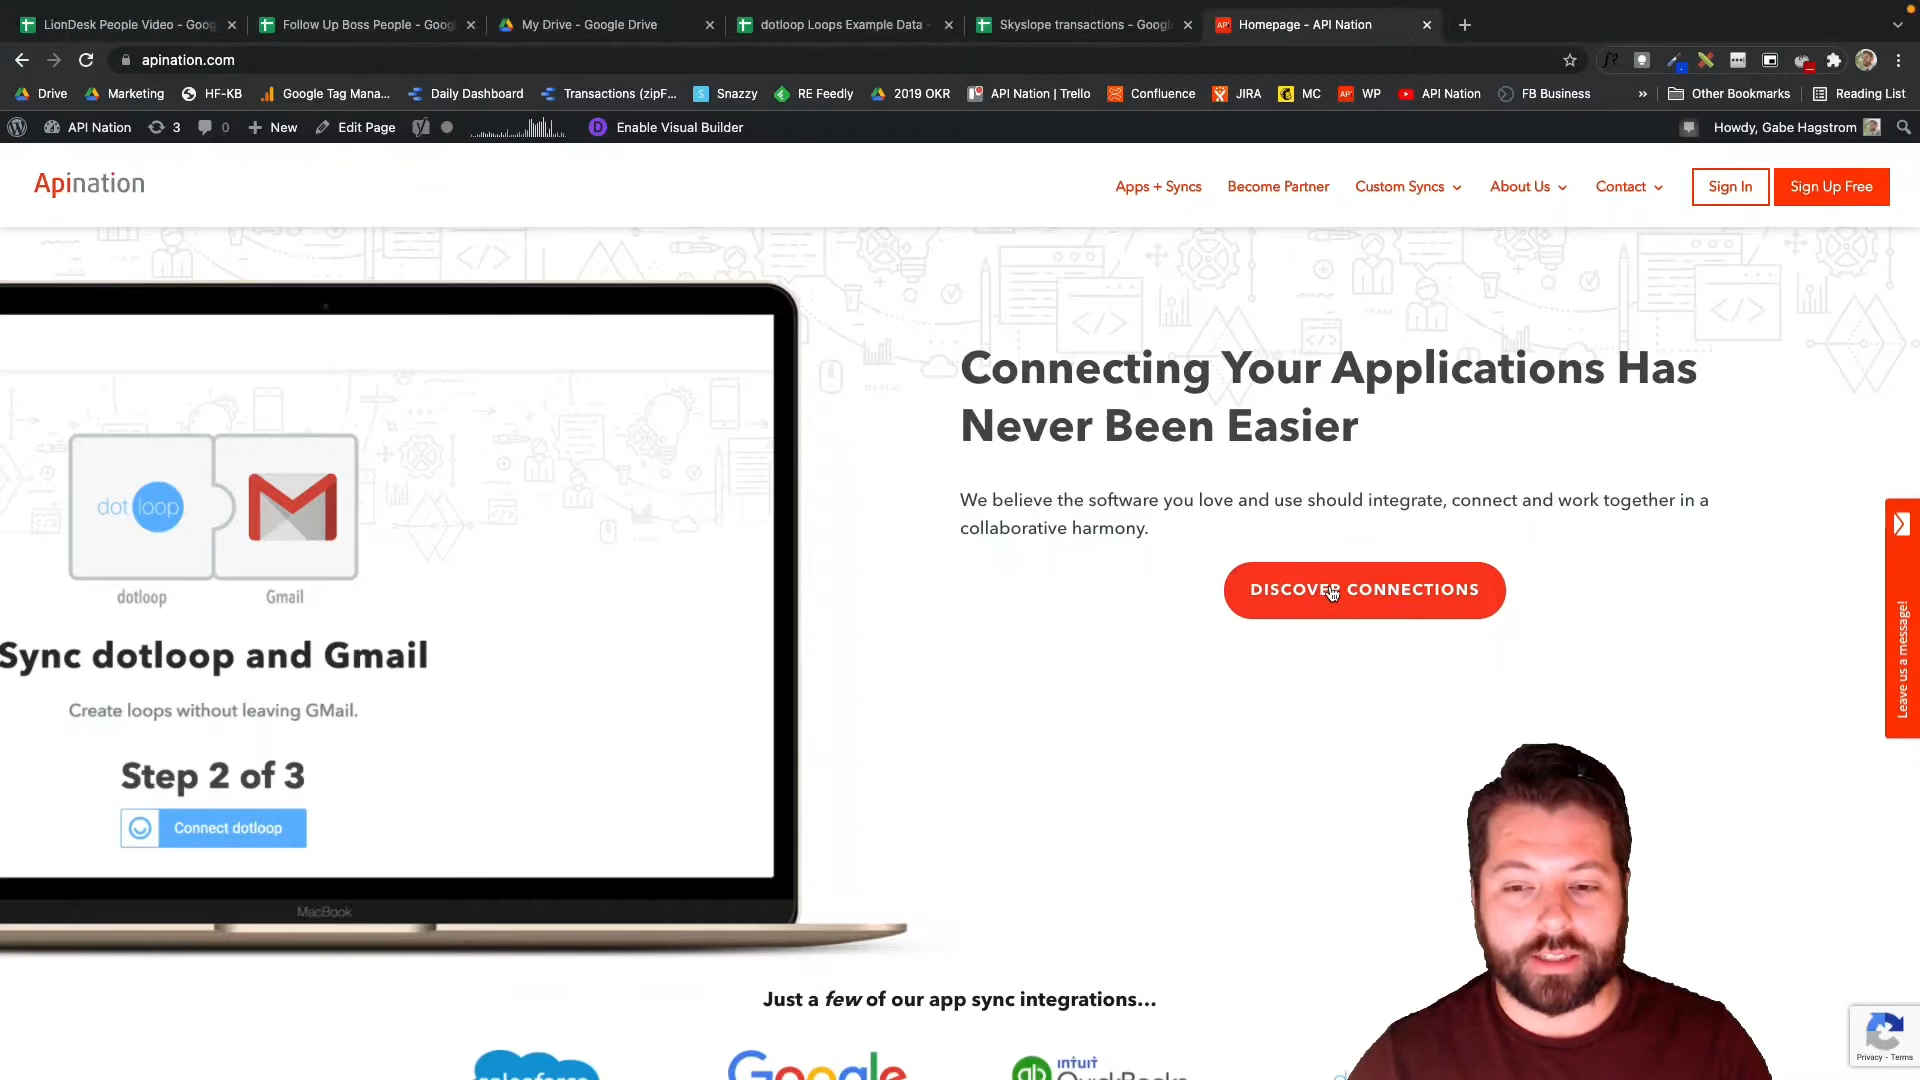 LionDesk People Video - Goog
Follow Up Boss People - Goog
My Drive - Google Drive
dotloop Loops Example Data -
Skyslope transactions - Googl
Homepage - API Nation
apination.com
Drive
Marketing
HF-KB
Google Tag Mana...
Daily Dashboard
Transactions (zipF...
Snazzy
RE Feedly
2019 OKR
API Nation | Trello
Confluence
JIRA
MC
WP
API Nation
FB Business
»
Other Bookmarks
Reading List
API Nation
3
0
New
Edit Page
Enable Visual Builder
Howdy, Gabe Hagstrom
Apination
Apps + Syncs
Become Partner
Custom Syncs
About Us
Contact
Sign In
Sign Up Free
Connecting Your Applications Has
Never Been Easier
We believe the software you love and use should integrate, connect and work together in a
collaborative harmony.
DISCOVER CONNECTIONS
Leave us a message!
dotloop
dotloop
Gmail
Sync dotloop and Gmail
Create loops without leaving GMail.
Step 2 of 3
Connect dotloop
MacBook
Just a few of our app sync integrations...
salesforce
Google
intuit
QuickBooks
Privacy - Terms